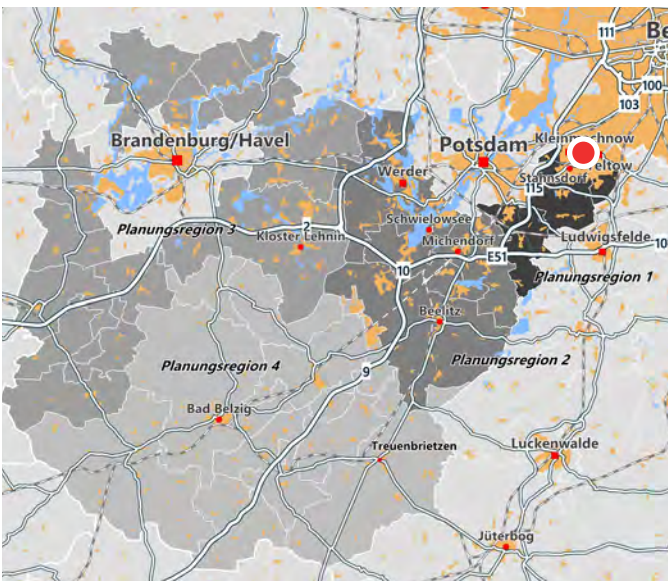 111
Be
100
103
Brandenburg/Havel
Potsdam
Kleinmachnow
Teltow
Stahnsdorf
115
Werder
Schwielowsee
Planungsregion 3
2
Kloster Lehnin
Michendorf
E51
Ludwigsfelde
10
10
Planungsregion 1
Beelitz
Planungsregion 4
9
Planungsregion 2
Bad Belzig
Treuenbrietzen
Luckenwalde
Jüterbog